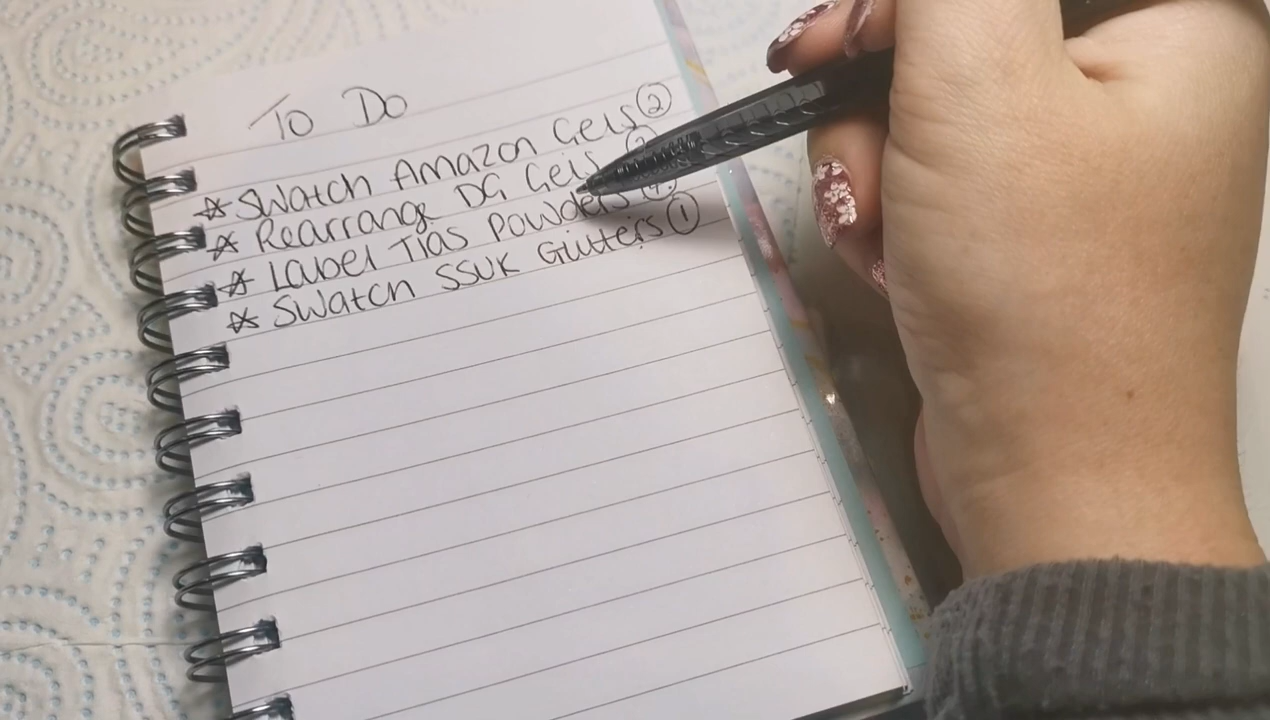 To Do
☆ Swatch Amazon Gels ②
☆ Rearrange DG Gels
☆ Label Tias Powders
☆ Swatch SSUK Glitters ①